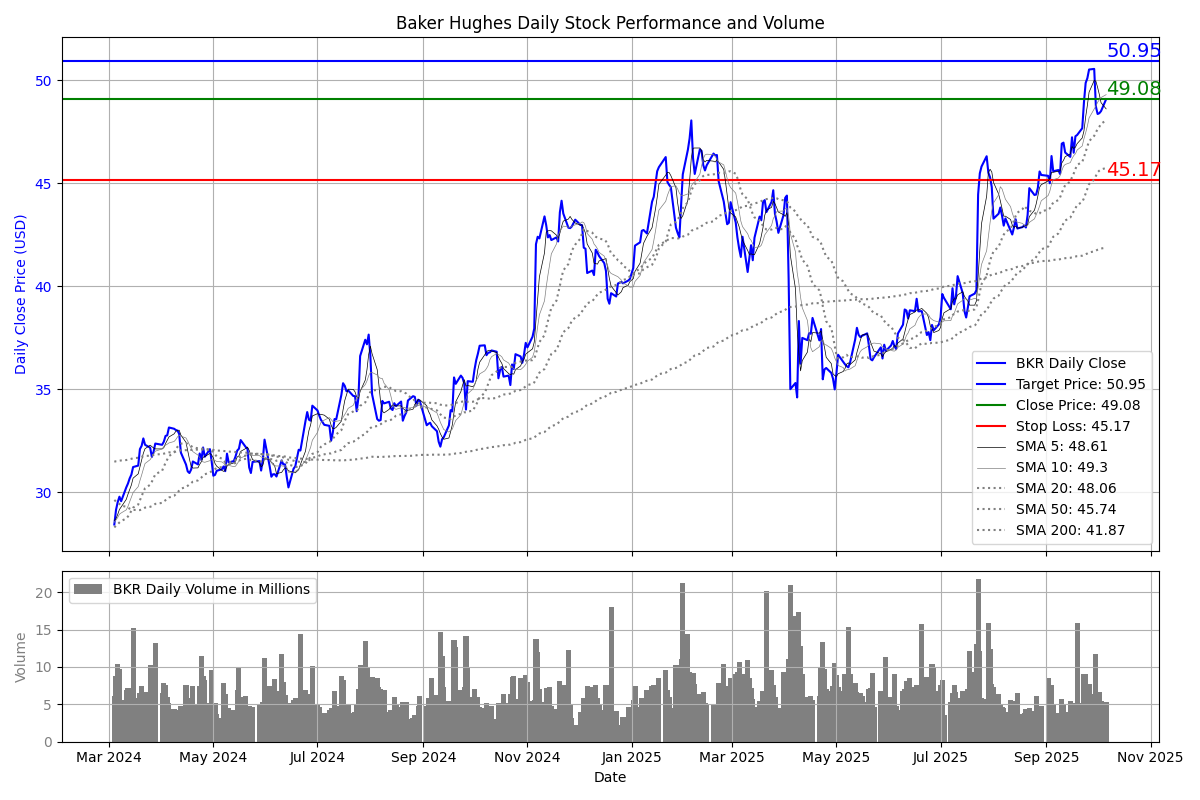 Baker Hughes Daily Stock Performance and Volume
50.95
50
49.08
45.17
45
40
35
30
Daily Close Price (USD)
BKR Daily Close
Target Price: 50.95
Close Price: 49.08
Stop Loss: 45.17
SMA 5: 48.61
SMA 10: 49.3
SMA 20: 48.06
SMA 50: 45.74
SMA 200: 41.87
BKR Daily Volume in Millions
20
15
10
5
0
Volume
Mar 2024 May 2024 Jul 2024 Sep 2024 Nov 2024 Jan 2025 Mar 2025 May 2025 Jul 2025 Sep 2025 Nov 2025
Date